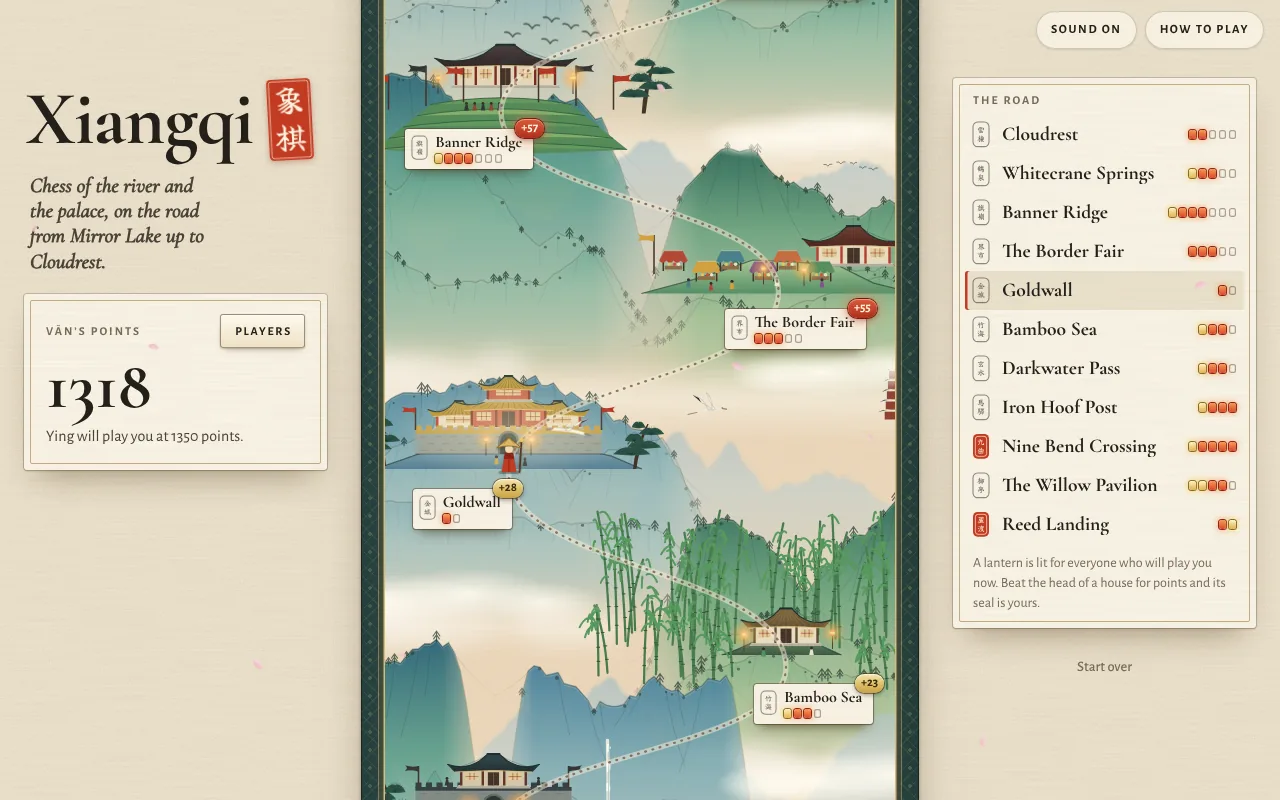 SOUND ON
HOW TO PLAY
Xiangqi
象棋
Chess of the river and
the palace, on the road
from Mirror Lake up to
Cloudrest.
VÂN'S POINTS
PLAYERS
1318
Ying will play you at 1350 points.
+57
Banner Ridge
+55
The Border Fair
+28
Goldwall
+23
Bamboo Sea
THE ROAD
Cloudrest
Whitecrane Springs
Banner Ridge
The Border Fair
Goldwall
Bamboo Sea
Darkwater Pass
Iron Hoof Post
Nine Bend Crossing
The Willow Pavilion
Reed Landing
A lantern is lit for everyone who will play you
now. Beat the head of a house for points and its
seal is yours.
Start over